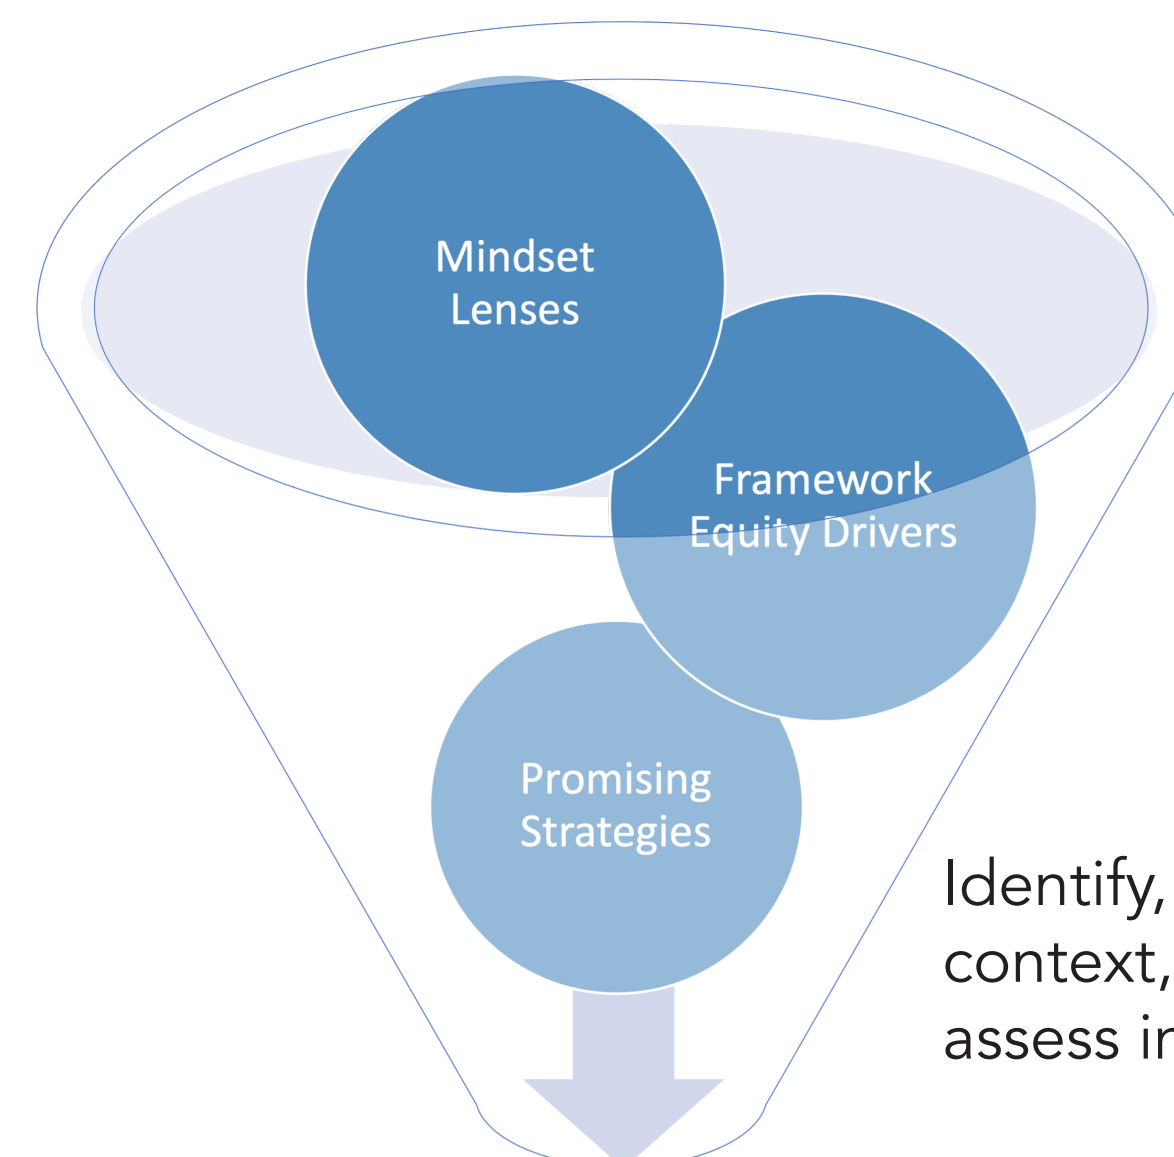 Mindset
Lenses
Framework
Equity Drivers
Promising
Strategies
Identify,
context,
assess